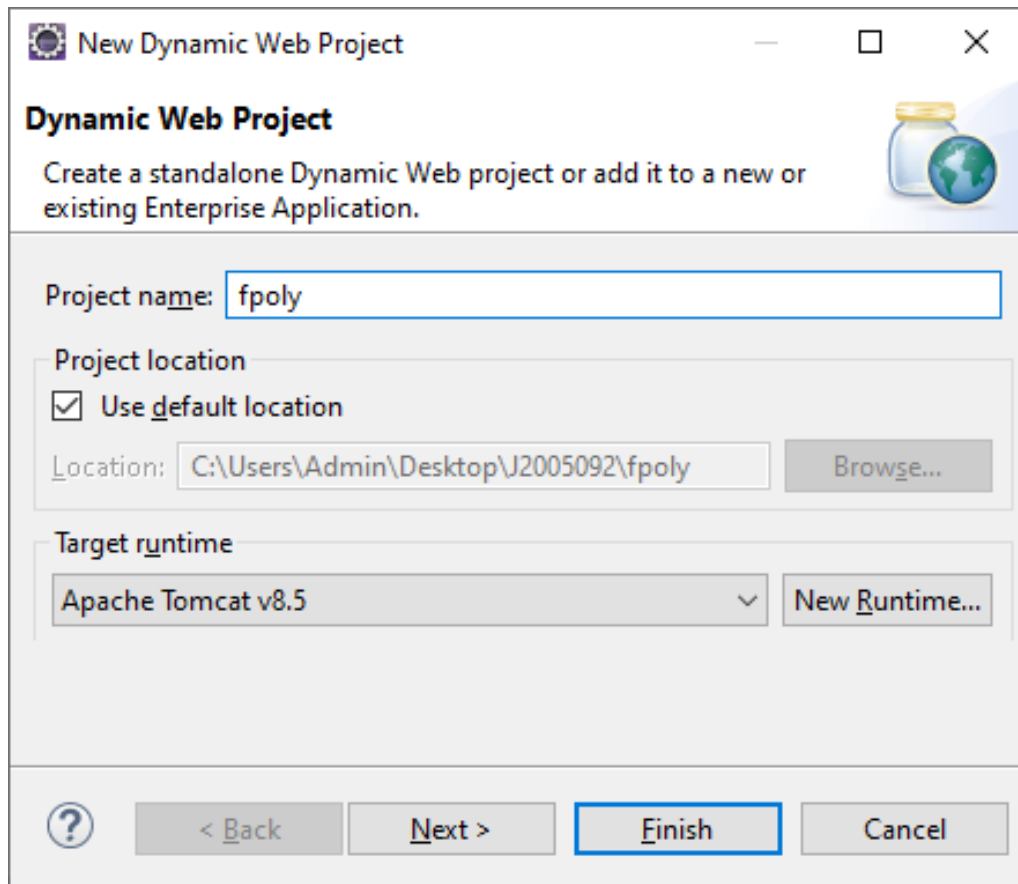 New Dynamic Web Project
Dynamic Web Project
Create a standalone Dynamic Web project or add it to a new or
existing Enterprise Application.
Project name: fpoly
Project location
Use default location
Location: C:\Users\Admin\Desktop\J2005092\fpoly Browse...
Target runtime
Apache Tomcat v8.5 New Runtime...
? < Back Next > Finish Cancel